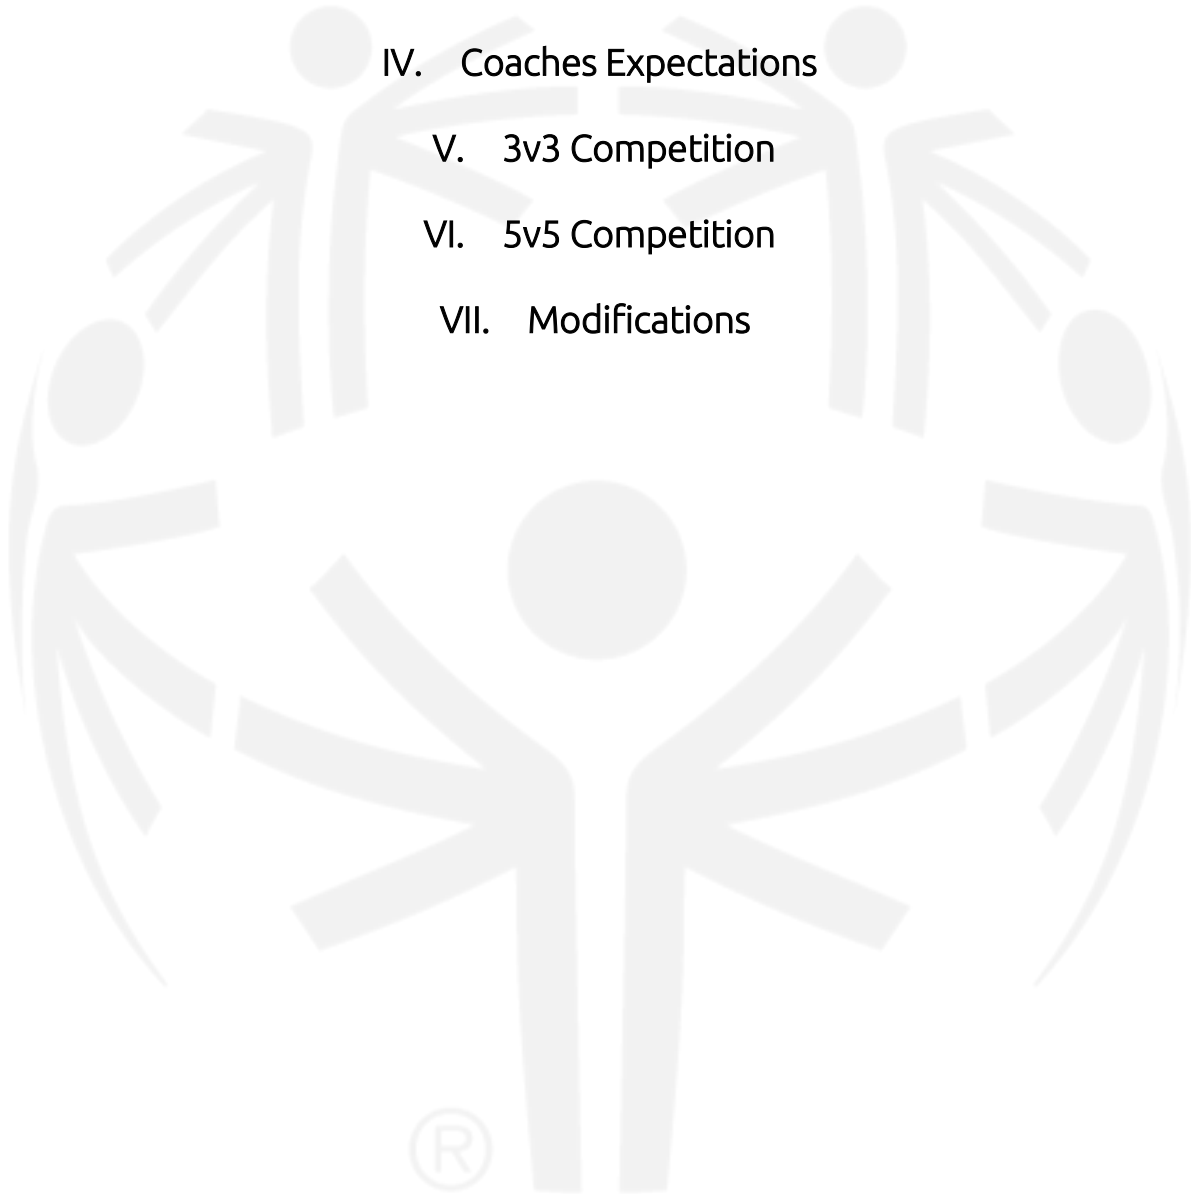 IV. Coaches Expectations
V. 3v3 Competition
VI. 5v5 Competition
VII. Modifications
®